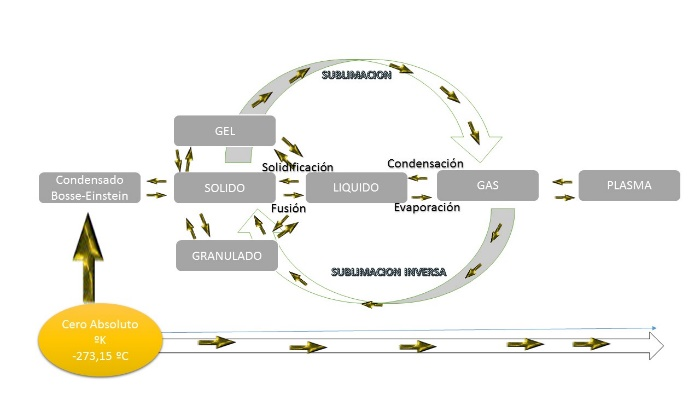 SUBLIMACION
GEL
Solidificación
Condensación
Condensado
Bosse-Einstein
SOLIDO
LIQUIDO
GAS
PLASMA
Fusión
Evaporación
GRANULADO
SUBLIMACION INVERSA
Cero Absoluto
ºK
-273,15 ºC